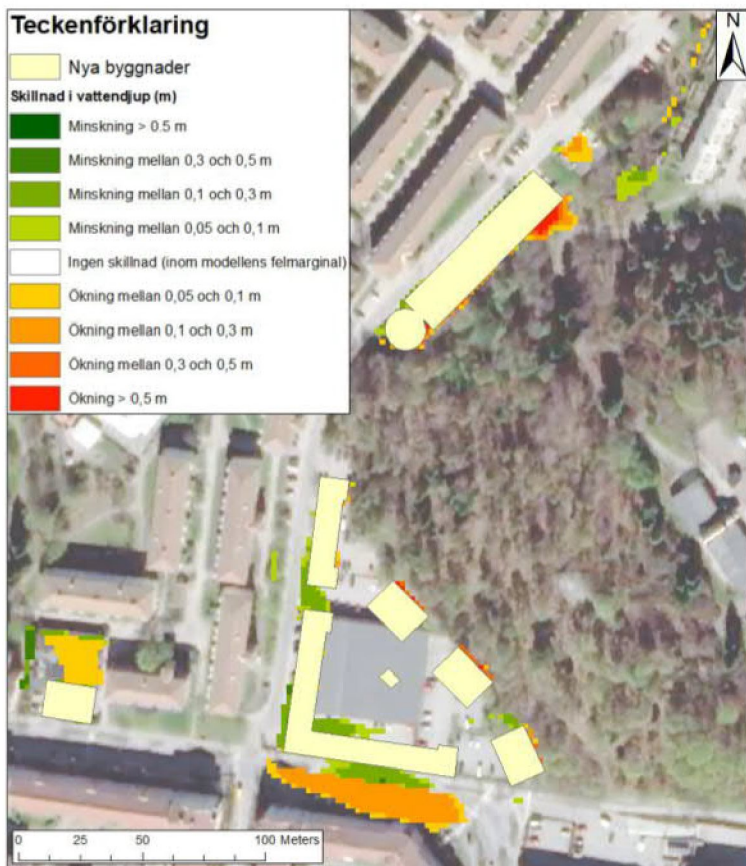 Teckenförklaring
N
Nya byggnader
Skillnad i vattendjup (m)
Minskning > 0.5 m
Minskning mellan 0,3 och 0,5 m
Minskning mellan 0,1 och 0,3 m
Minskning mellan 0,05 och 0,1 m
Ingen skillnad (inom modellens felmarginal)
Ökning mellan 0,05 och 0,1 m
Ökning mellan 0,1 och 0,3 m
Ökning mellan 0,3 och 0,5 m
Ökning > 0,5 m
0 25 50 100 Meters